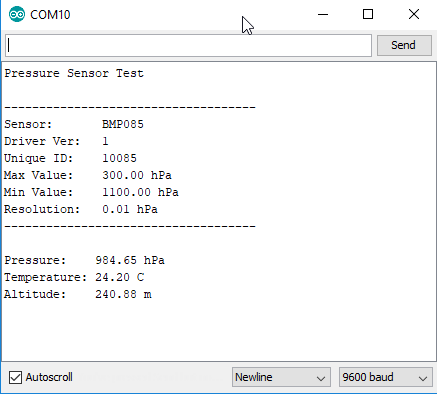 COM10
Send
Pressure Sensor Test
------------------------------------
Sensor:       BMP085
Driver Ver:   1
Unique ID:    10085
Max Value:    300.00 hPa
Min Value:    1100.00 hPa
Resolution:   0.01 hPa
------------------------------------
Pressure:    984.65 hPa
Temperature: 24.20 C
Altitude:    240.88 m
Autoscroll Newline 9600 baud